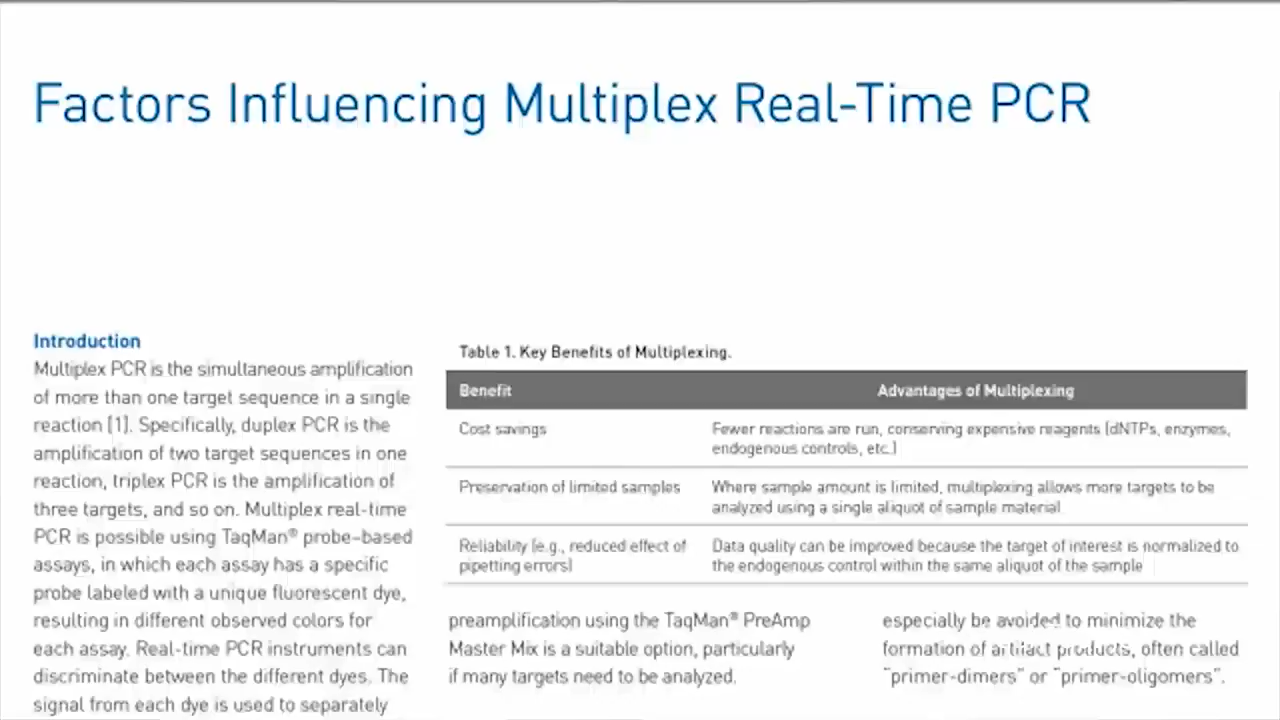 Factors Influencing Multiplex Real-Time PCR
Introduction
Multiplex PCR is the simultaneous amplification
of more than one target sequence in a single
reaction [1]. Specifically, duplex PCR is the
amplification of two target sequences in one
reaction, triplex PCR is the amplification of
three targets, and so on. Multiplex real-time
PCR is possible using TaqMan® probe–based
assays, in which each assay has a specific
probe labeled with a unique fluorescent dye,
resulting in different observed colors for
each assay. Real-time PCR instruments can
discriminate between the different dyes. The
signal from each dye is used to separately
Table 1. Key Benefits of Multiplexing.
Benefit Advantages of Multiplexing
Cost savings Fewer reactions are run, conserving expensive reagents (dNTPs, enzymes,
endogenous controls, etc.)
Preservation of limited samples Where sample amount is limited, multiplexing allows more targets to be
analyzed using a single aliquot of sample material
Reliability (e.g., reduced effect of Data quality can be improved because the target of interest is normalized to
pipetting errors) the endogenous control within the same aliquot of the sample
preamplification using the TaqMan® PreAmp
Master Mix is a suitable option, particularly
if many targets need to be analyzed.
especially be avoided to minimize the
formation of artifact products, often called
"primer-dimers" or "primer-oligomers".